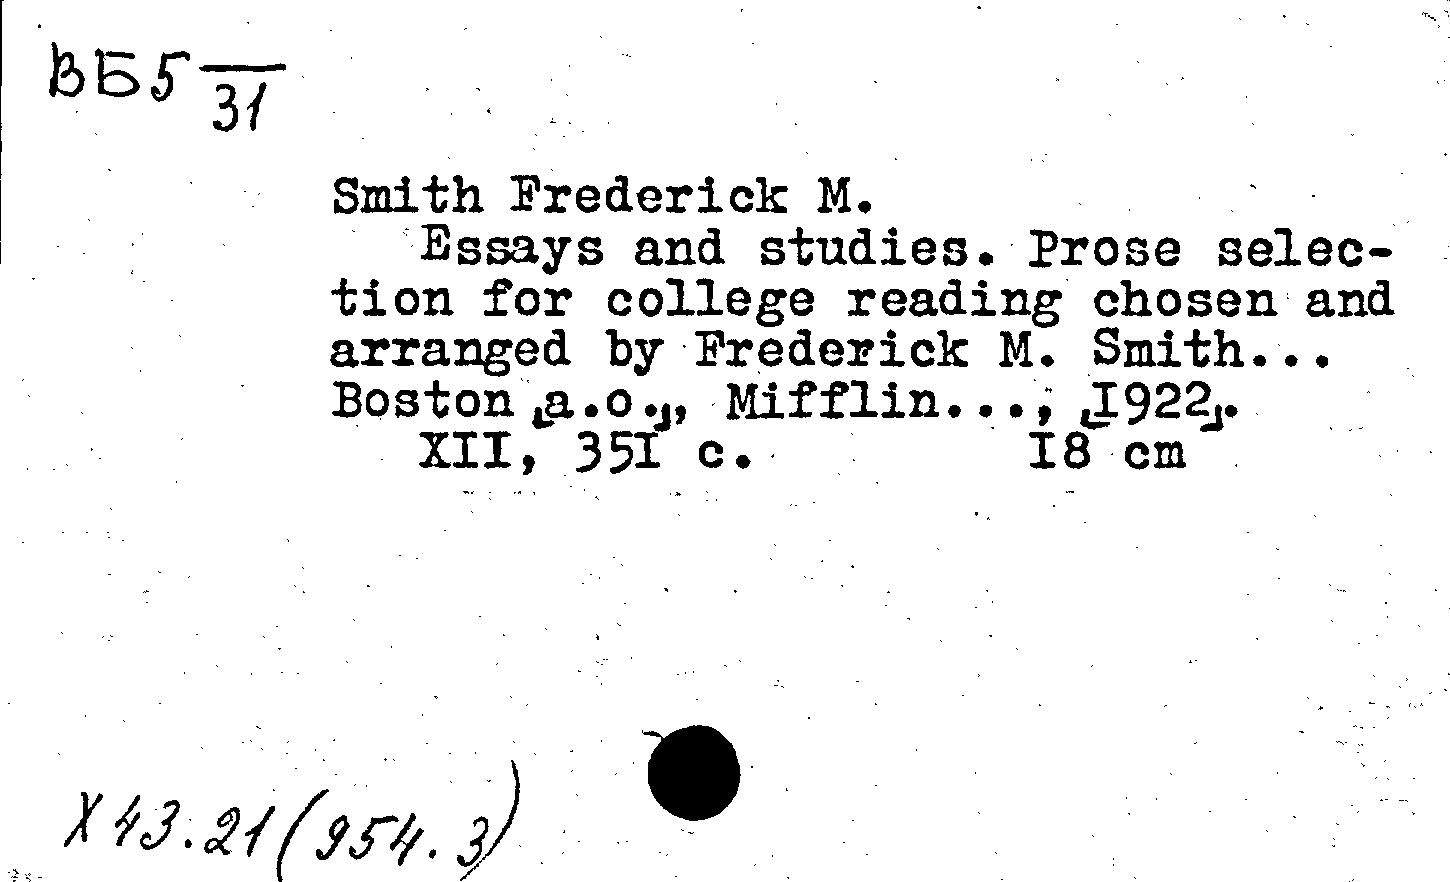 ВБ5 —
31
Smith Frederick M.
Essays and studies. Prose selec-
tion for college reading chosen and
arranged by Frederick M. Smith...
Boston ⌞a.o.⌟, Mifflin..., ⌞I922⌟.
XII, 35I c. I8 cm
X 43.21(954.3)